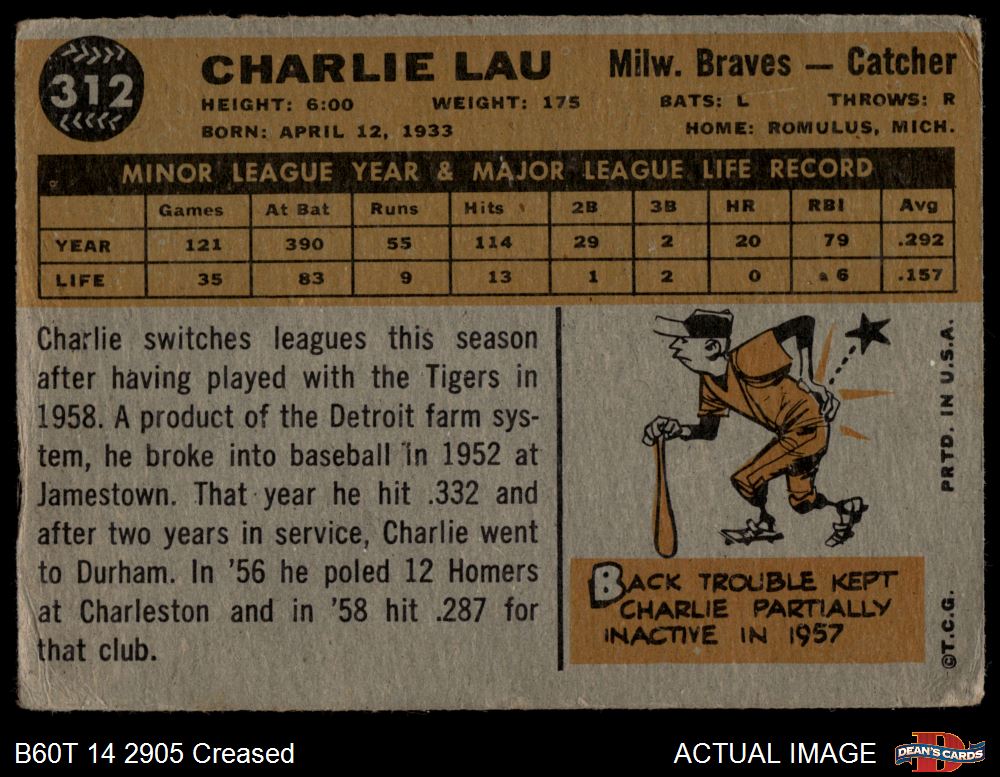 312
CHARLIE LAU
Milw. Braves — Catcher
HEIGHT: 6:00 WEIGHT: 175 BATS: L THROWS: R
BORN: APRIL 12, 1933 HOME: ROMULUS, MICH.
MINOR LEAGUE YEAR & MAJOR LEAGUE LIFE RECORD
Games At Bat Runs Hits 2B 3B HR RBI Avg
YEAR 121 390 55 114 29 2 20 79 .292
LIFE 35 83 9 13 1 2 0 6 .157
Charlie switches leagues this season
after having played with the Tigers in
1958. A product of the Detroit farm sys-
tem, he broke into baseball in 1952 at
Jamestown. That year he hit .332 and
after two years in service, Charlie went
to Durham. In '56 he poled 12 Homers
at Charleston and in '58 hit .287 for
that club.
BACK TROUBLE KEPT
CHARLIE PARTIALLY
INACTIVE IN 1957
©T.C.G. PRTD. IN U.S.A.
B60T 14 2905 Creased
ACTUAL IMAGE
DEAN'S CARDS